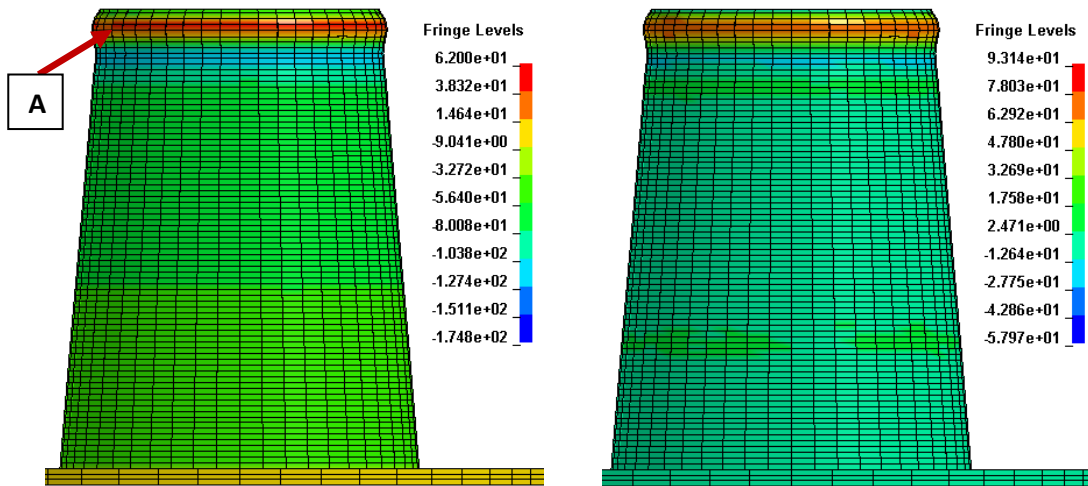 A
Fringe Levels
6.200e+01
3.832e+01
1.464e+01
-9.041e+00
-3.272e+01
-5.640e+01
-8.008e+01
-1.038e+02
-1.274e+02
-1.511e+02
-1.748e+02
Fringe Levels
9.314e+01
7.803e+01
6.292e+01
4.780e+01
3.269e+01
1.758e+01
2.471e+00
-1.264e+01
-2.775e+01
-4.286e+01
-5.797e+01